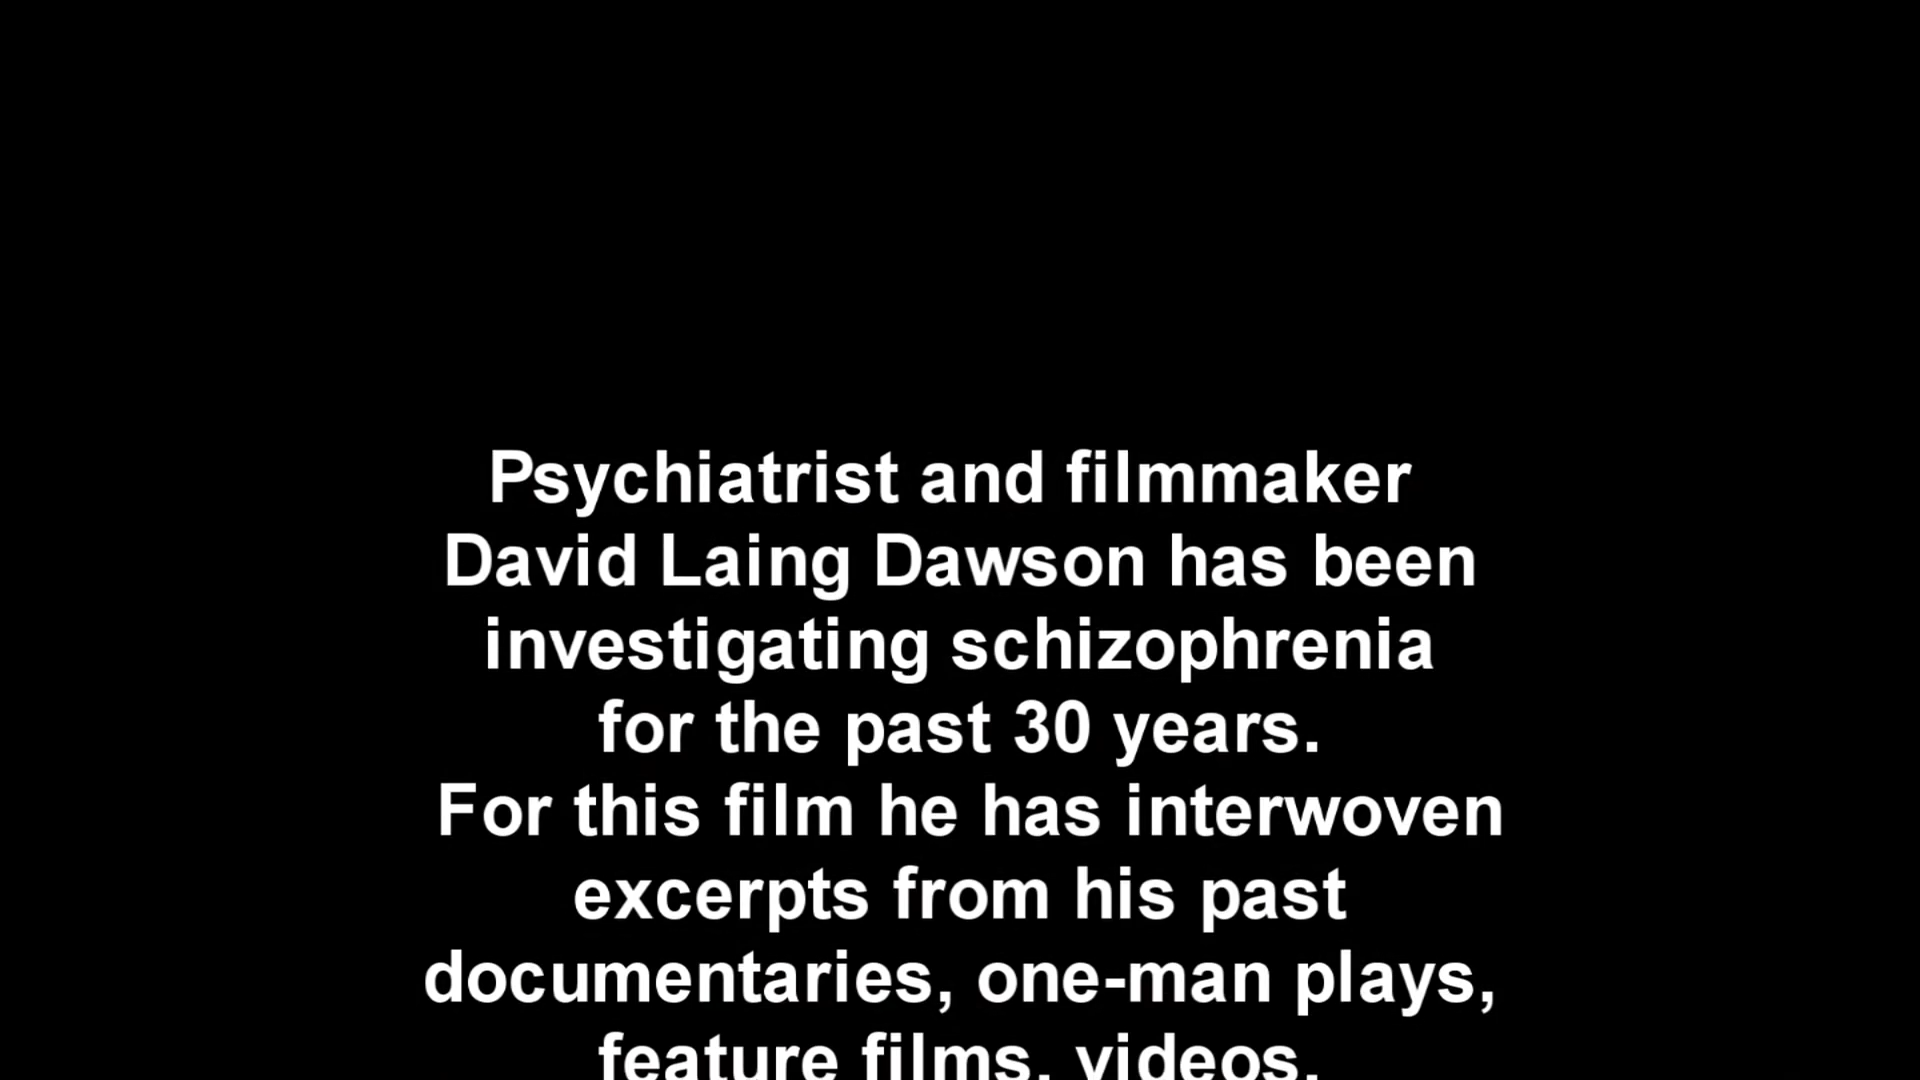 Psychiatrist and filmmaker
David Laing Dawson has been
investigating schizophrenia
for the past 30 years.
For this film he has interwoven
excerpts from his past
documentaries, one-man plays,
feature films, videos,